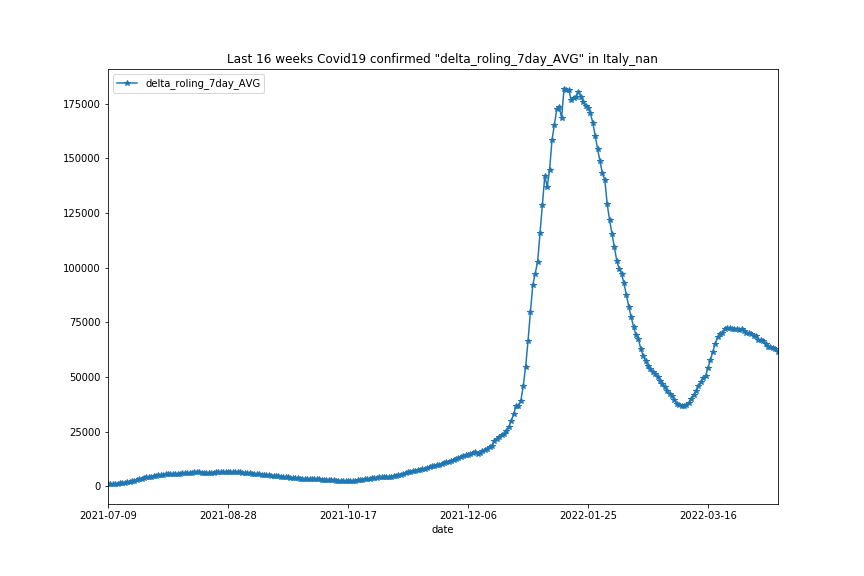 Last 16 weeks Covid19 confirmed "delta_roling_7day_AVG" in Italy_nan
delta_roling_7day_AVG
175000
150000
125000
100000
75000
50000
25000
0
2021-07-09 2021-08-28 2021-10-17 2021-12-06 2022-01-25 2022-03-16
date